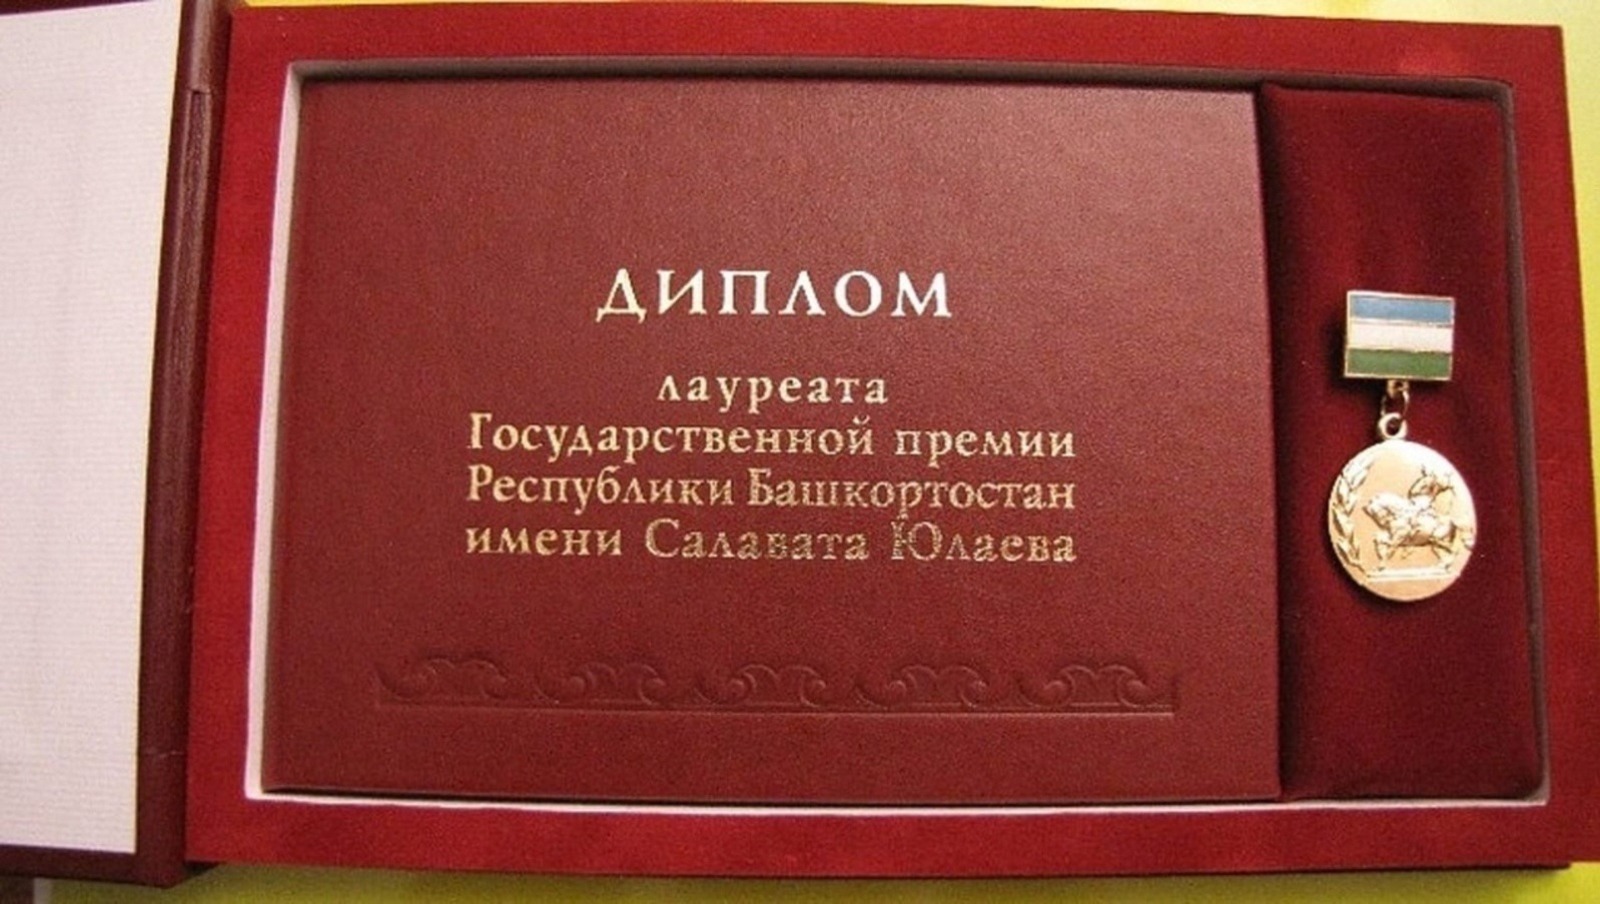 ДИПЛОМ
лауреата
Государственной премии
Республики Башкортостан
имени Салавата Юлаева